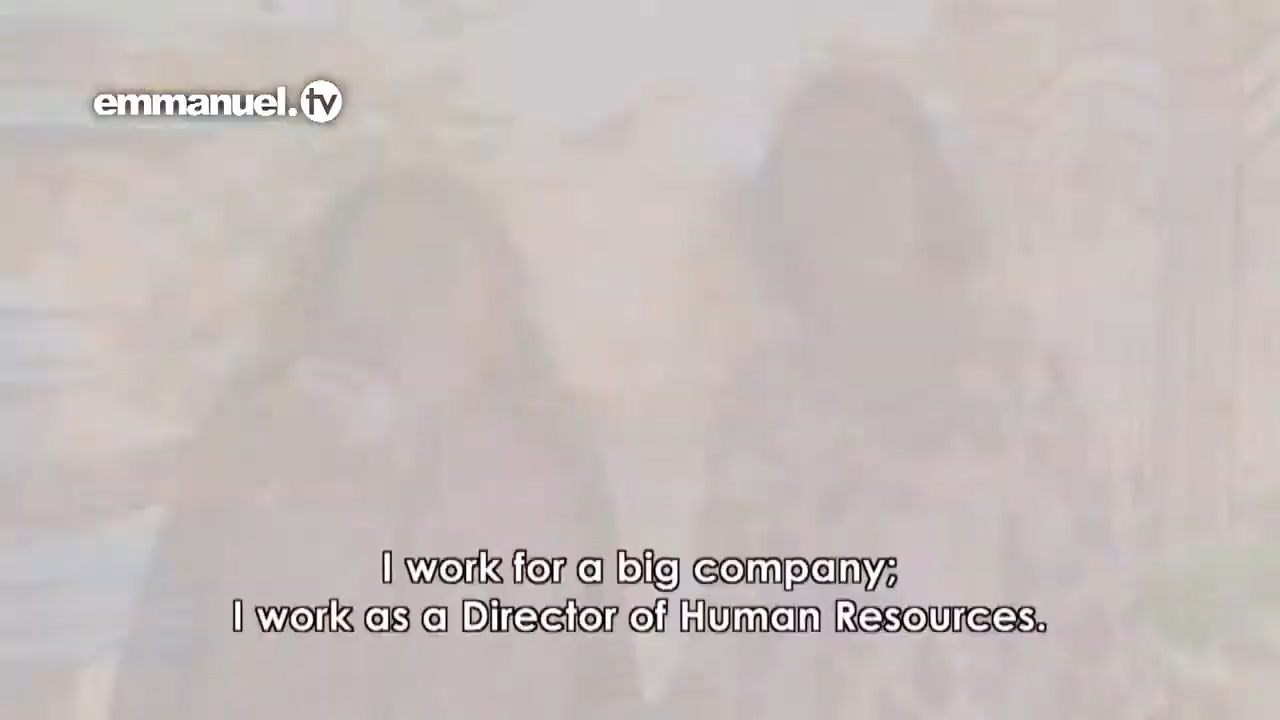 emmanuel.tv
I work for a big company;
I work as a Director of Human Resources.